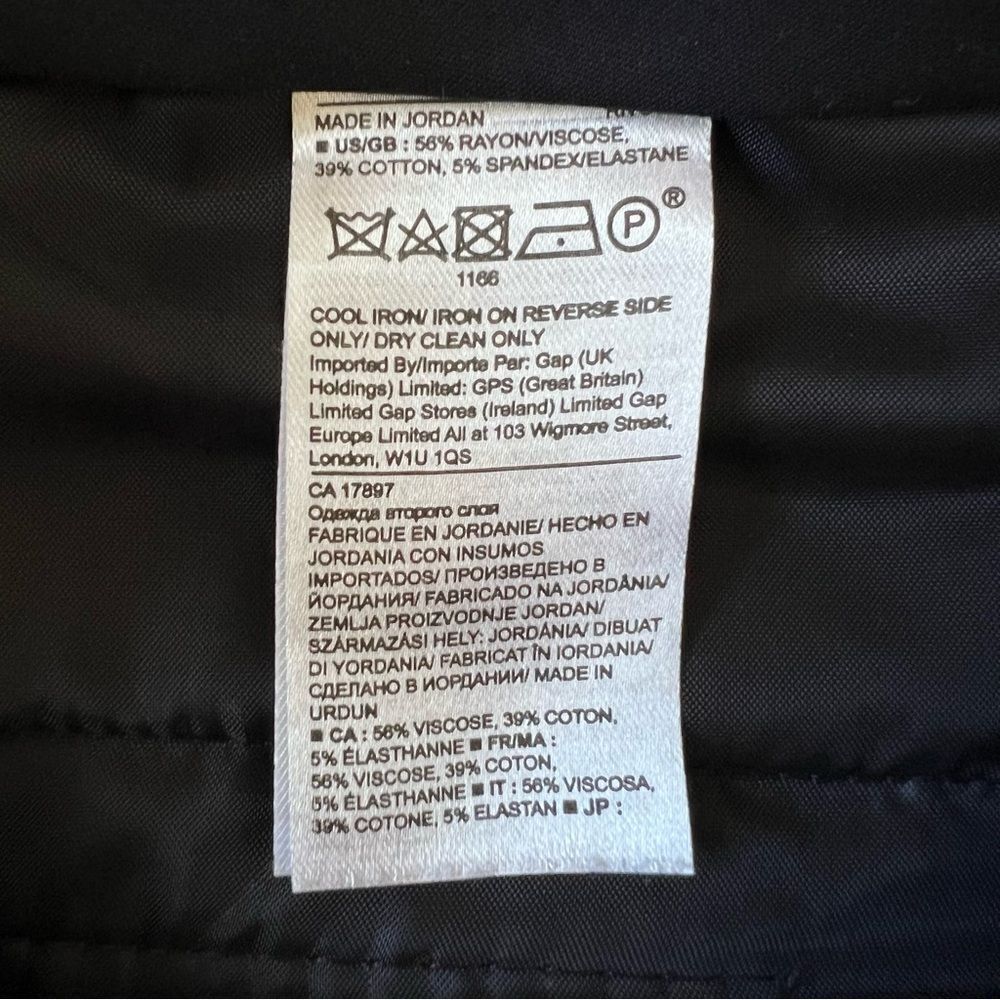 MADE IN JORDAN
■ US/GB : 56% RAYON/VISCOSE,
39% COTTON, 5% SPANDEX/ELASTANE
P ®
1166
COOL IRON/ IRON ON REVERSE SIDE
ONLY/ DRY CLEAN ONLY
Imported By/Importe Par: Gap (UK
Holdings) Limited: GPS (Great Britain)
Limited Gap Stores (Ireland) Limited Gap
Europe Limited All at 103 Wigmore Street,
London, W1U 1QS
CA 17897
Одежда второго слоя
FABRIQUE EN JORDANIE/ HECHO EN
JORDANIA CON INSUMOS
IMPORTADOS/ ПРОИЗВЕДЕНО В
ЙОРДАНИЯ/ FABRICADO NA JORDÂNIA/
ZEMLJA PROIZVODNJE JORDAN/
SZÁRMAZÁSI HELY: JORDÁNIA/ DIBUAT
DI YORDANIA/ FABRICAT ÎN IORDANIA/
СДЕЛАНО В ИОРДАНИИ/ MADE IN
URDUN
■ CA : 56% VISCOSE, 39% COTON,
5% ÉLASTHANNE ■ FR/MA :
56% VISCOSE, 39% COTON,
5% ÉLASTHANNE ■ IT : 56% VISCOSA,
39% COTONE, 5% ELASTAN ■ JP :